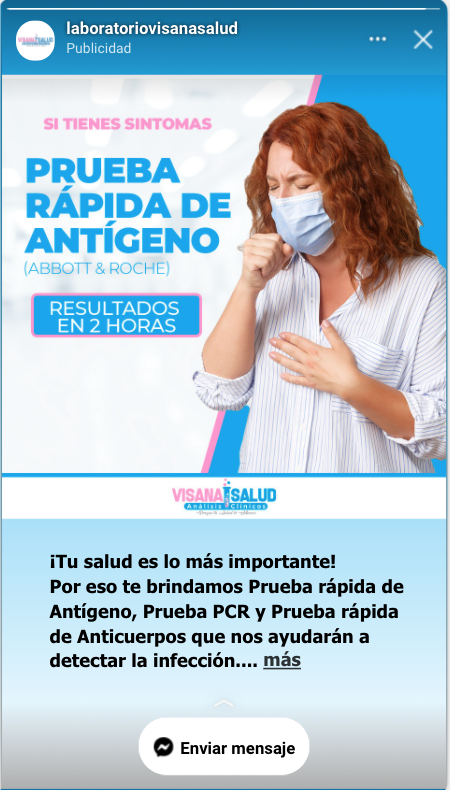 laboratoriovisanasalud
Publicidad
SI TIENES SINTOMAS
PRUEBA
RÁPIDA DE
ANTÍGENO
(ABBOTT & ROCHE)
RESULTADOS
EN 2 HORAS
VISANA SALUD
Análisis Clínicos
¡Tu salud es lo más importante!
Por eso te brindamos Prueba rápida de
Antígeno, Prueba PCR y Prueba rápida
de Anticuerpos que nos ayudarán a
detectar la infección.... más
Enviar mensaje